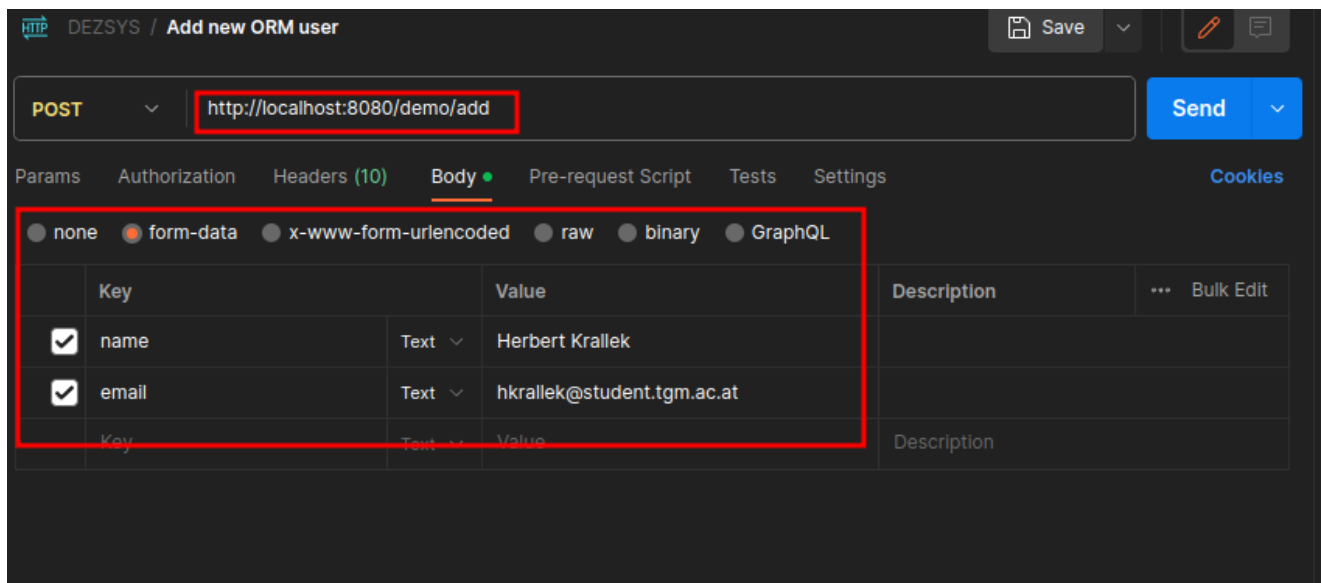 HTTP DEZSYS / Add new ORM user Save
POST http://localhost:8080/demo/add Send
Params Authorization Headers (10) Body Pre-request Script Tests Settings Cookies
none form-data x-www-form-urlencoded raw binary GraphQL
Key Value Description ••• Bulk Edit
name Text Herbert Krallek
email Text hkrallek@student.tgm.ac.at
Key Text Value Description